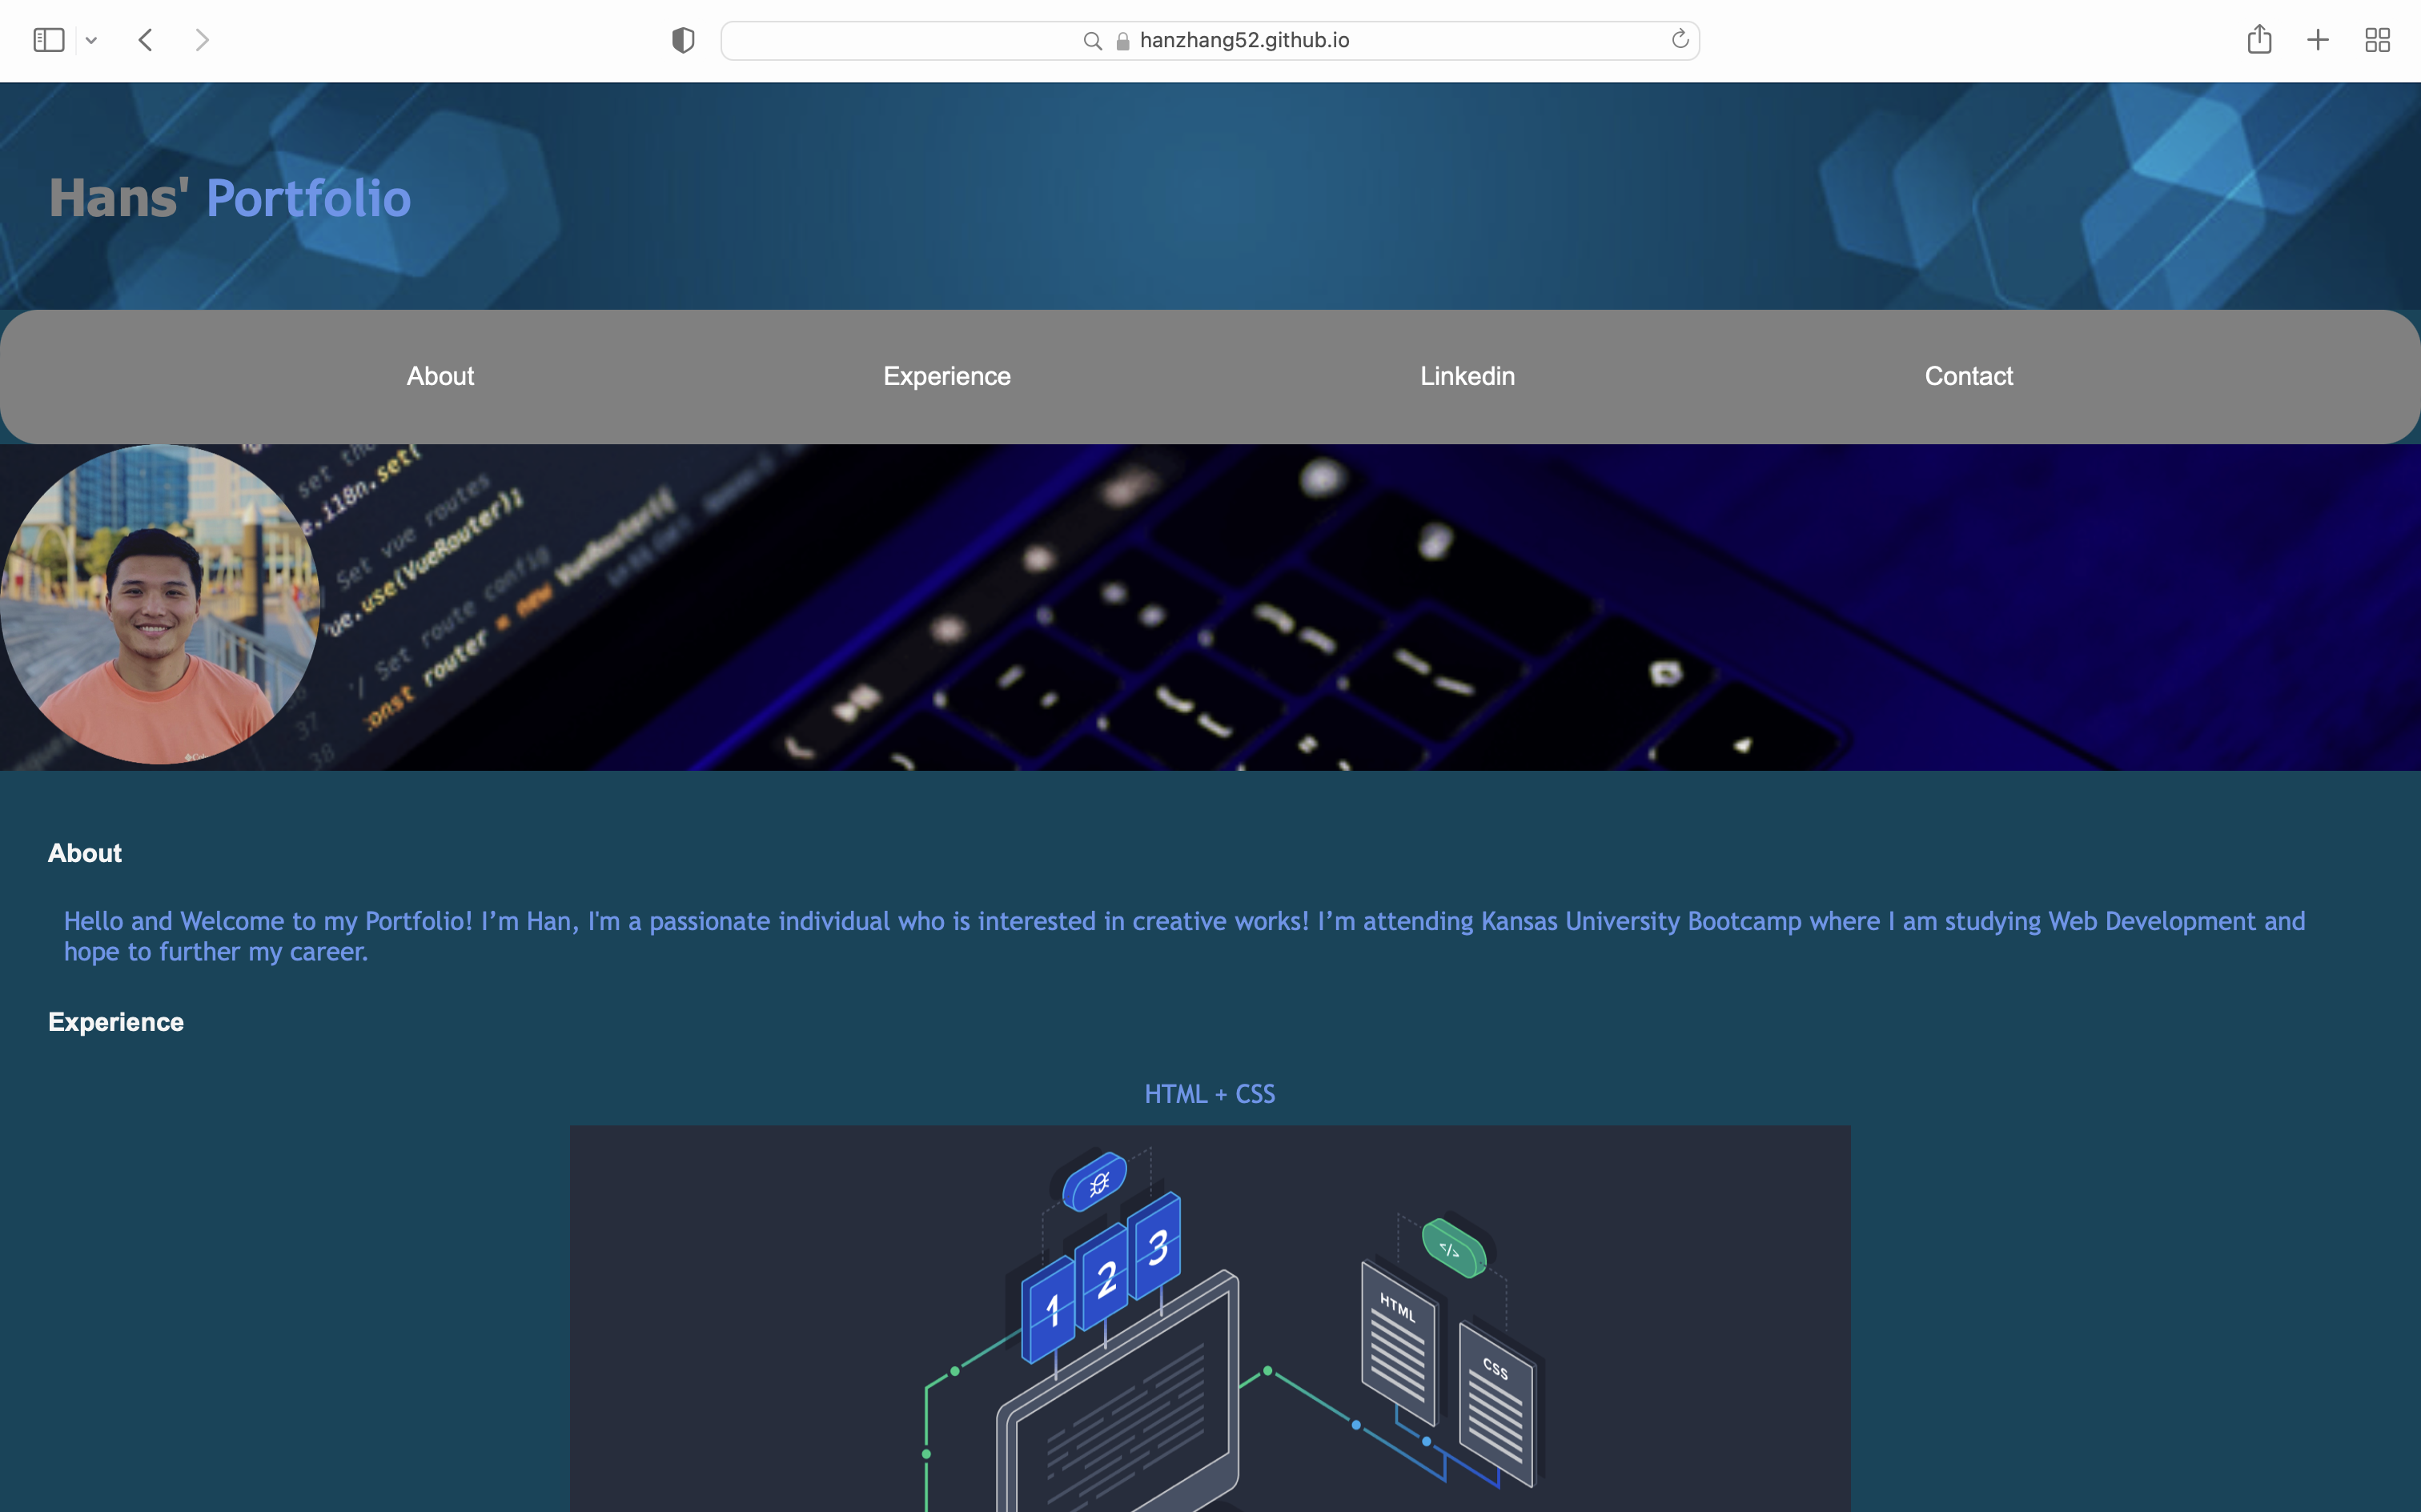 hanzhang52.github.io
Hans' Portfolio
About
Experience
Linkedin
Contact
set the
e.i18n.set(
Set vue routes
ue.use(VueRouter);
// Set route config
const router = new VueRouter({
37
38
About
Hello and Welcome to my Portfolio! I’m Han, I'm a passionate individual who is interested in creative works! I’m attending Kansas University Bootcamp where I am studying Web Development and
hope to further my career.
Experience
HTML + CSS
1 2 3
</>
HTML
CSS